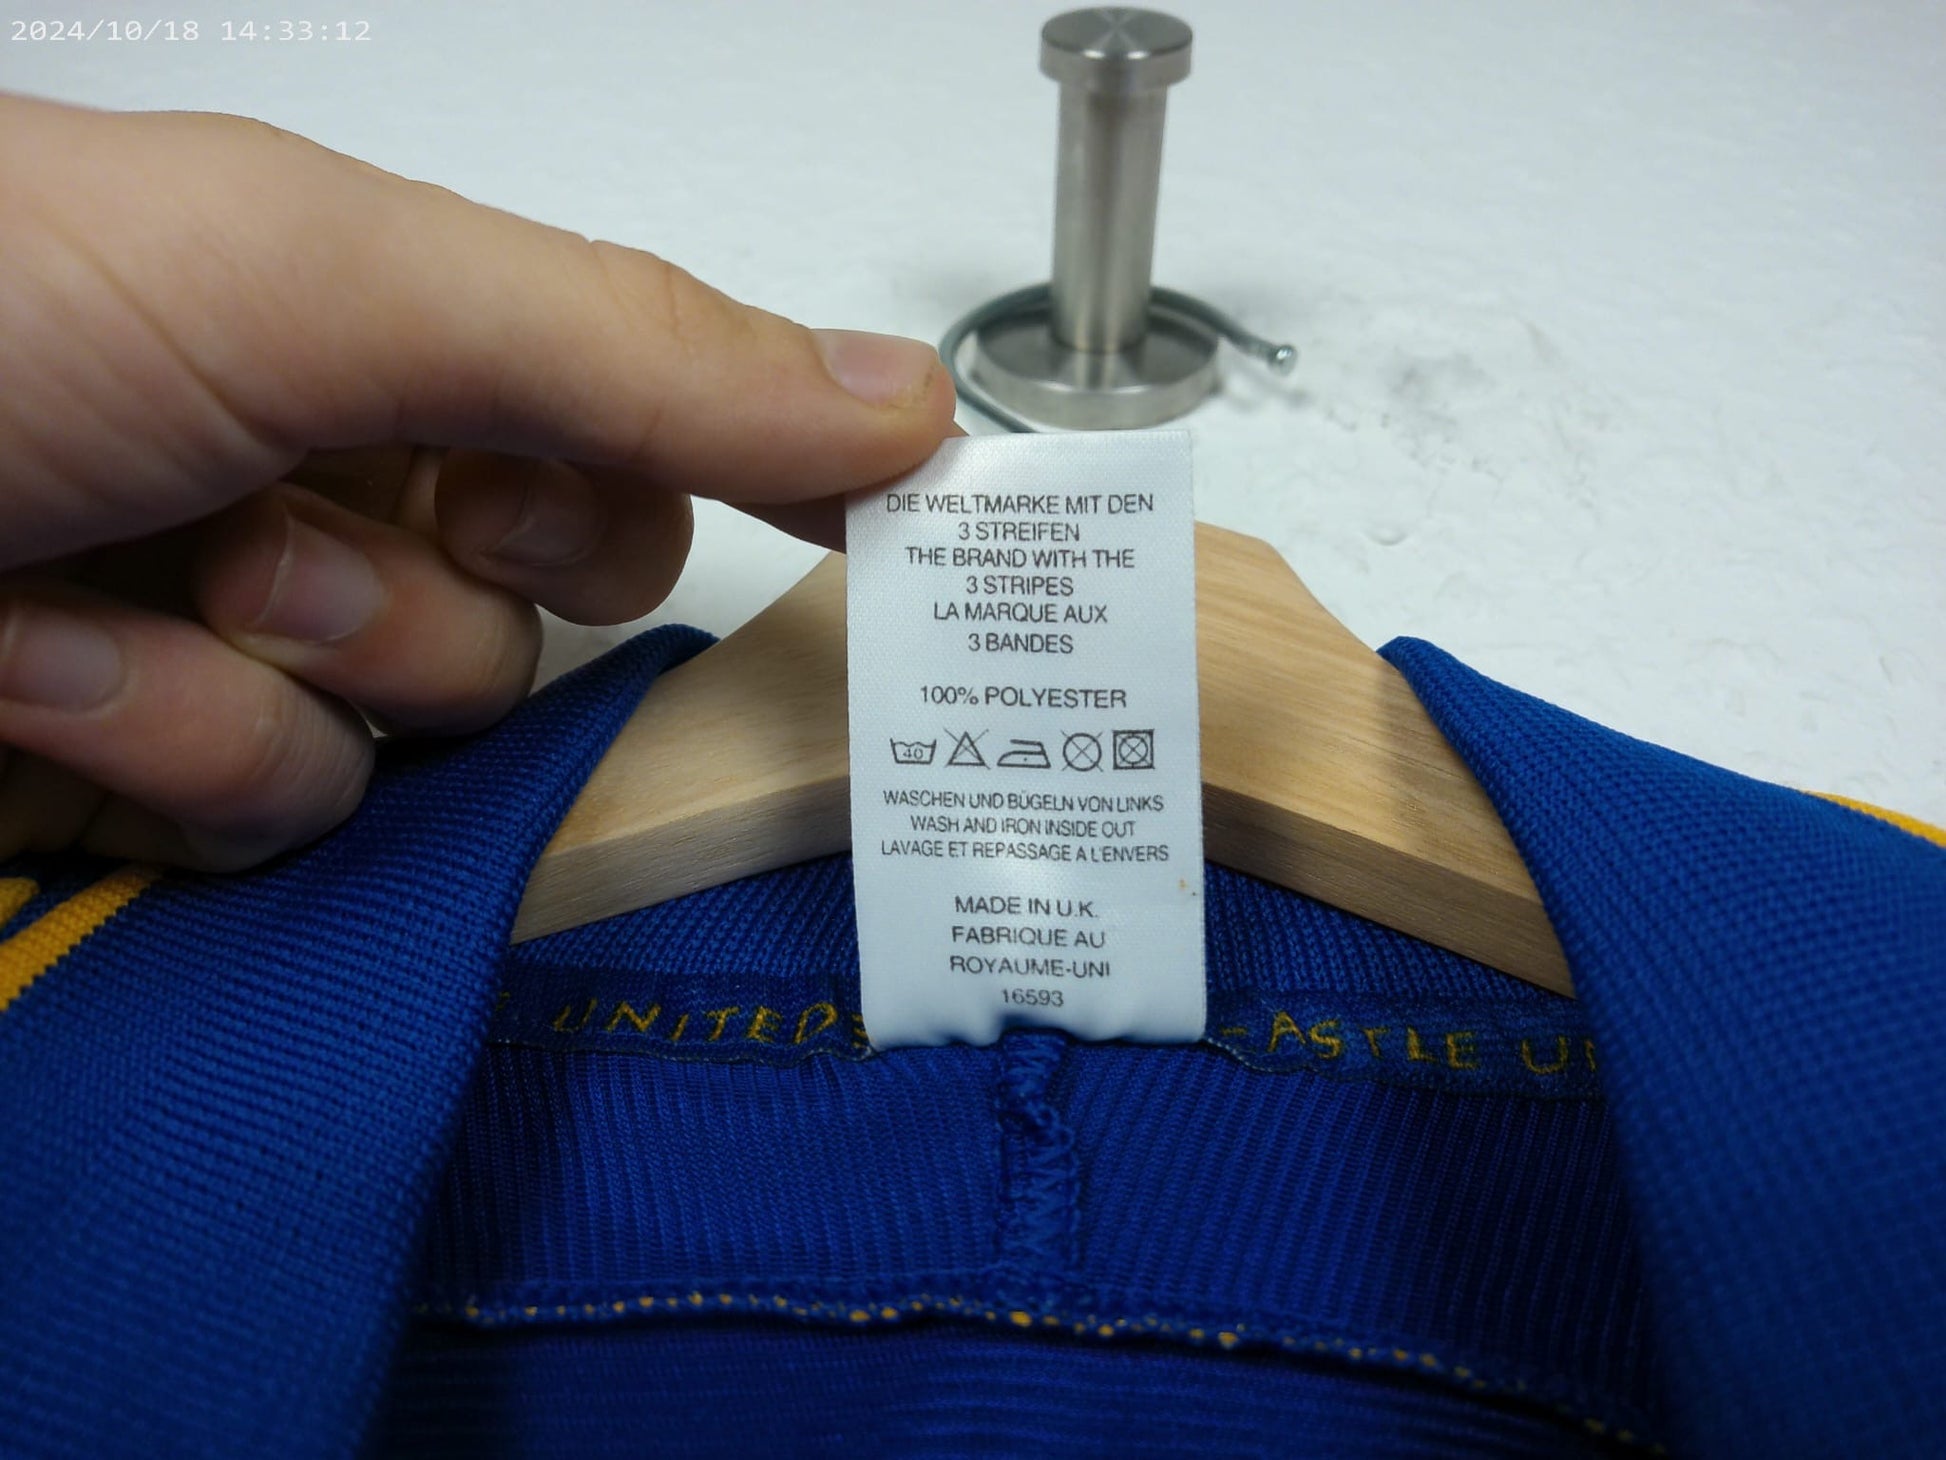 2024/10/18 14:33:12
DIE WELTMARKE MIT DEN
3 STREIFEN
THE BRAND WITH THE
3 STRIPES
LA MARQUE AUX
3 BANDES
100% POLYESTER
40
WASCHEN UND BÜGELN VON LINKS
WASH AND IRON INSIDE OUT
LAVAGE ET REPASSAGE A L'ENVERS
MADE IN U.K.
FABRIQUE AU
ROYAUME-UNI
16593
UNITED